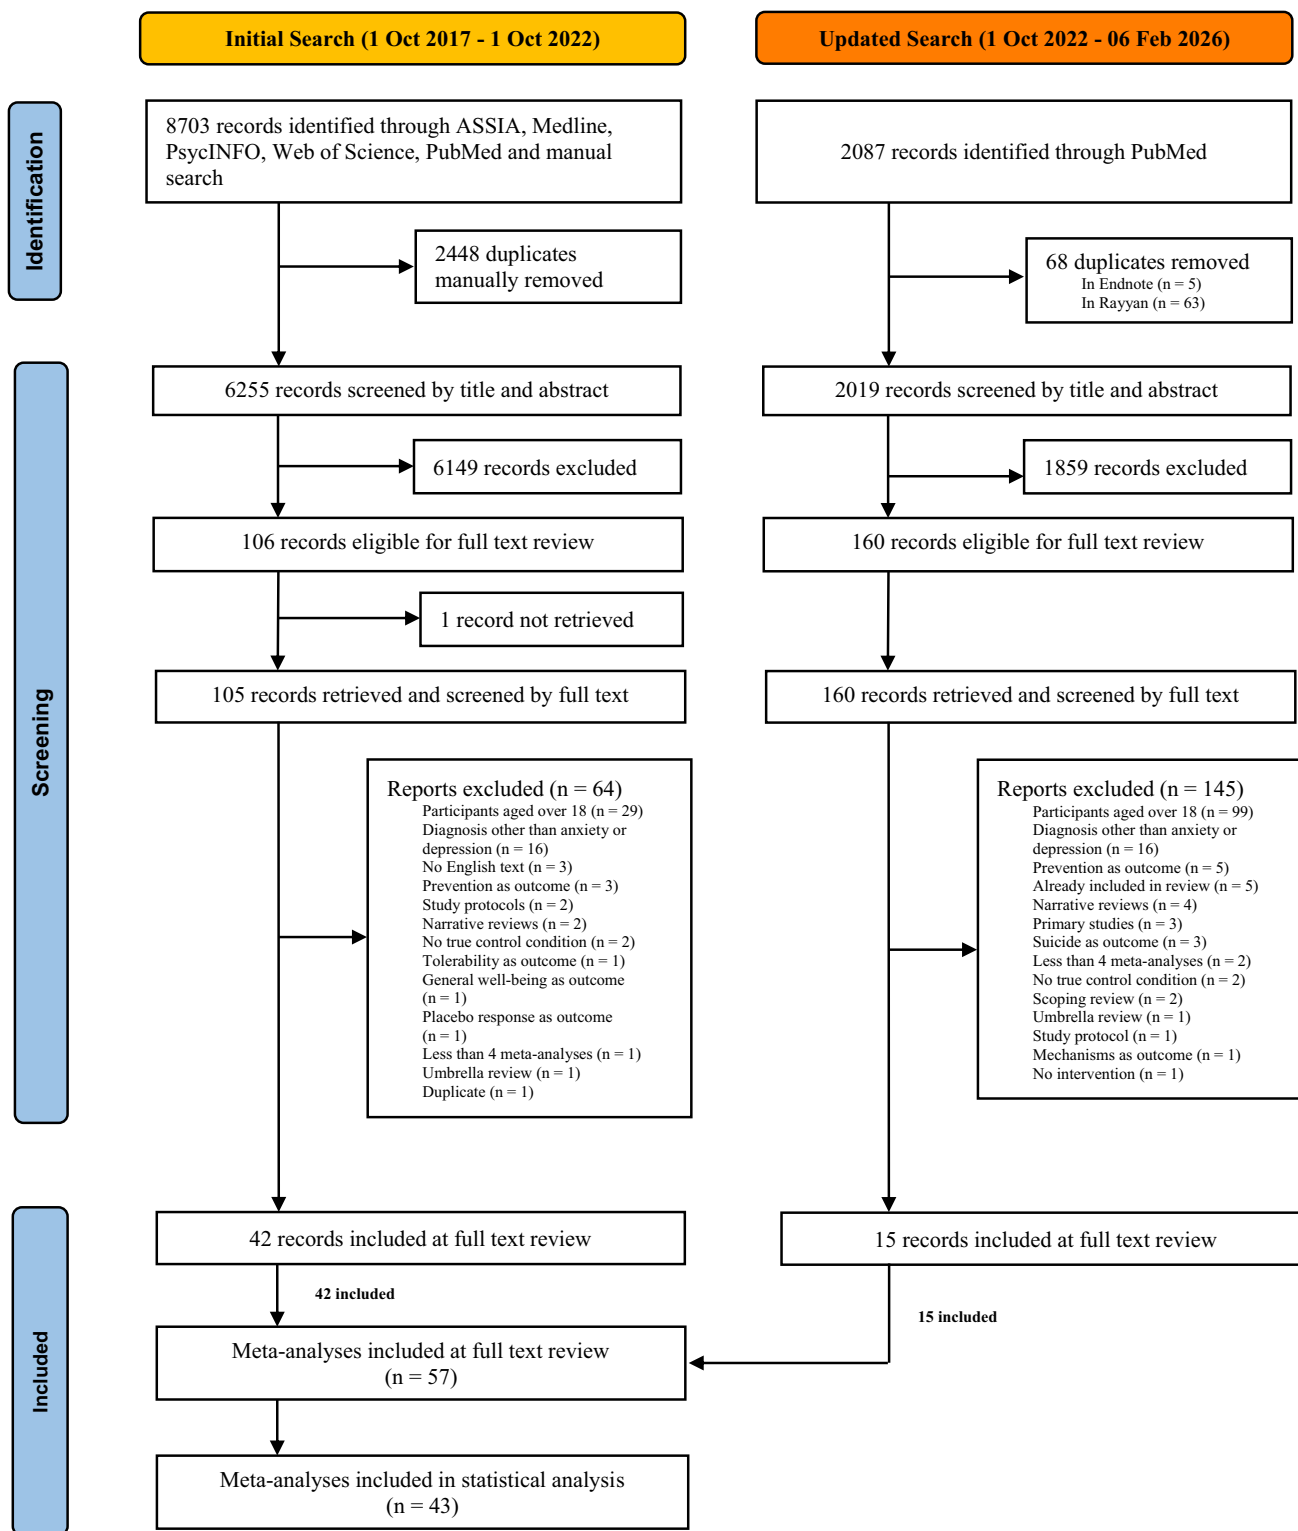 Initial Search (1 Oct 2017 - 1 Oct 2022)
Updated Search (1 Oct 2022 - 06 Feb 2026)
Identification
8703 records identified through ASSIA, Medline,
PsycINFO, Web of Science, PubMed and manual
search
2087 records identified through PubMed
2448 duplicates
manually removed
68 duplicates removed
In Endnote (n = 5)
In Rayyan (n = 63)
Screening
6255 records screened by title and abstract
2019 records screened by title and abstract
6149 records excluded
1859 records excluded
106 records eligible for full text review
160 records eligible for full text review
1 record not retrieved
105 records retrieved and screened by full text
160 records retrieved and screened by full text
Reports excluded (n = 64)
Participants aged over 18 (n = 29)
Diagnosis other than anxiety or
depression (n = 16)
No English text (n = 3)
Prevention as outcome (n = 3)
Study protocols (n = 2)
Narrative reviews (n = 2)
No true control condition (n = 2)
Tolerability as outcome (n = 1)
General well-being as outcome
(n = 1)
Placebo response as outcome
(n = 1)
Less than 4 meta-analyses (n = 1)
Umbrella review (n = 1)
Duplicate (n = 1)
Reports excluded (n = 145)
Participants aged over 18 (n = 99)
Diagnosis other than anxiety or
depression (n = 16)
Prevention as outcome (n = 5)
Already included in review (n = 5)
Narrative reviews (n = 4)
Primary studies (n = 3)
Suicide as outcome (n = 3)
Less than 4 meta-analyses (n = 2)
No true control condition (n = 2)
Scoping review (n = 2)
Umbrella review (n = 1)
Study protocol (n = 1)
Mechanisms as outcome (n = 1)
No intervention (n = 1)
Included
42 records included at full text review
15 records included at full text review
42 included
15 included
Meta-analyses included at full text review
(n = 57)
Meta-analyses included in statistical analysis
(n = 43)